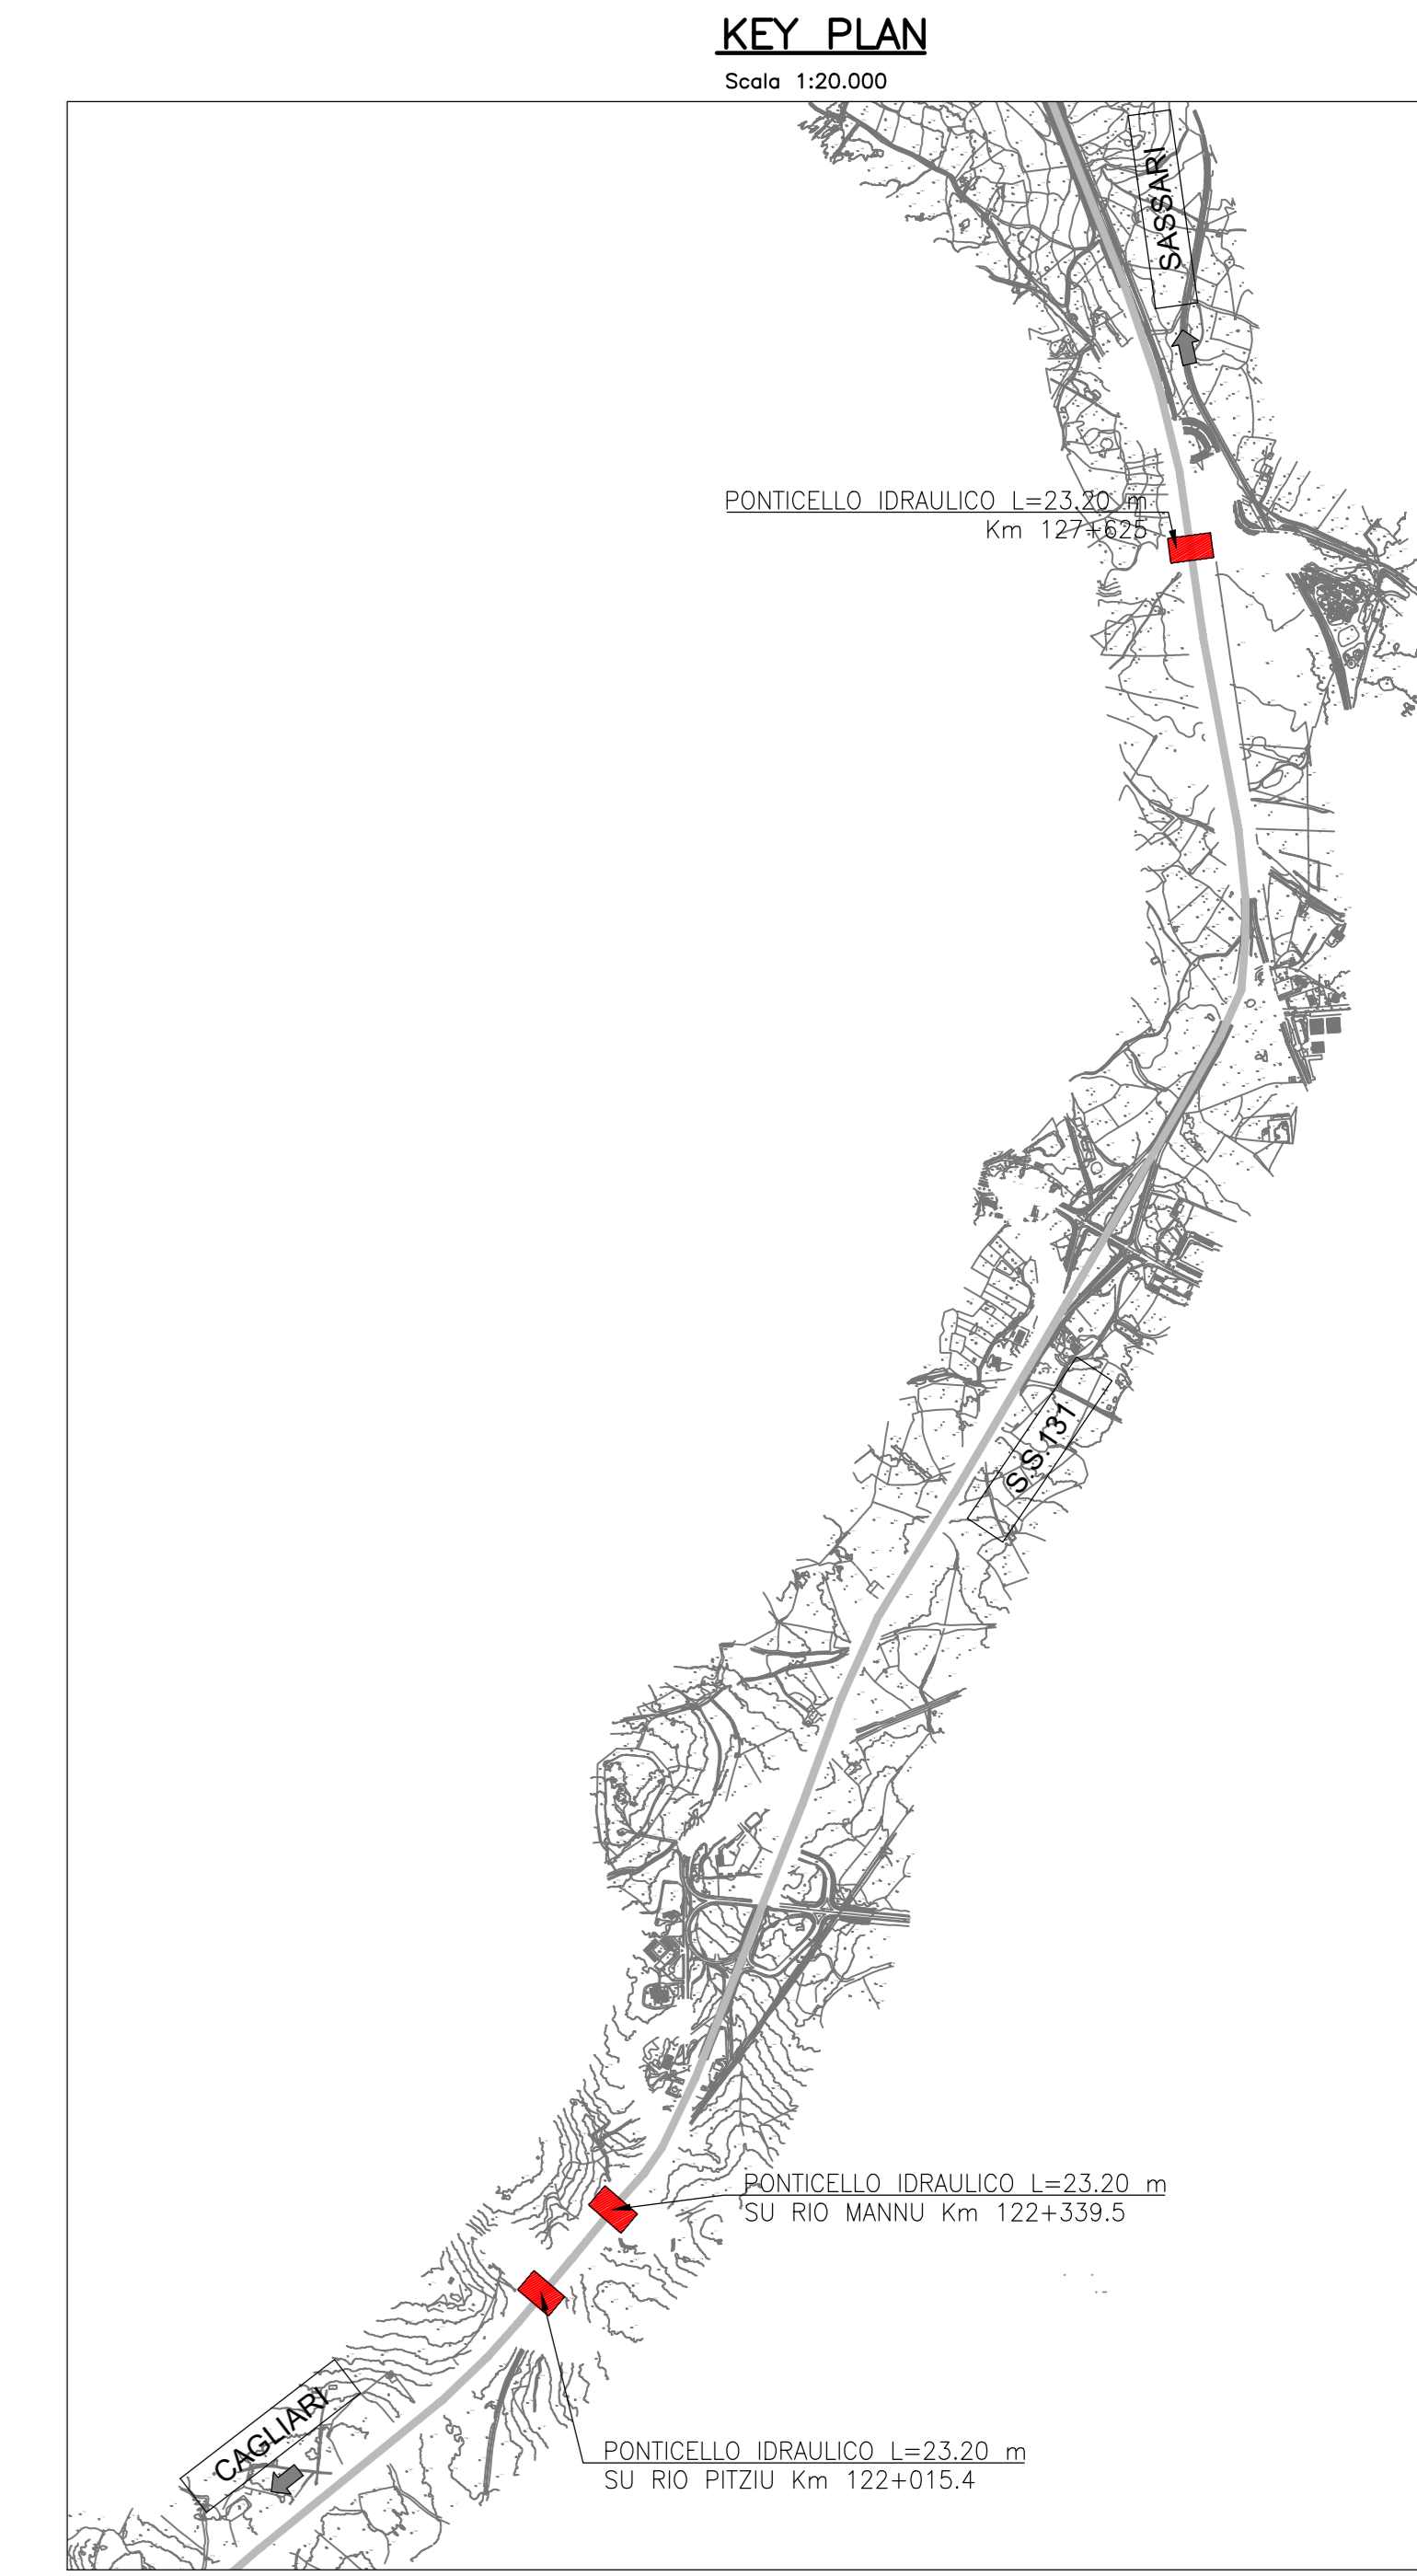 KEY PLAN
Scala 1:20.000
SASSARI
PONTICELLO IDRAULICO L=23.20 m
Km 127+625
S.S.131
PONTICELLO IDRAULICO L=23.20 m
SU RIO MANNU Km 122+339.5
CAGLIARI
PONTICELLO IDRAULICO L=23.20 m
SU RIO PITZIU Km 122+015.4